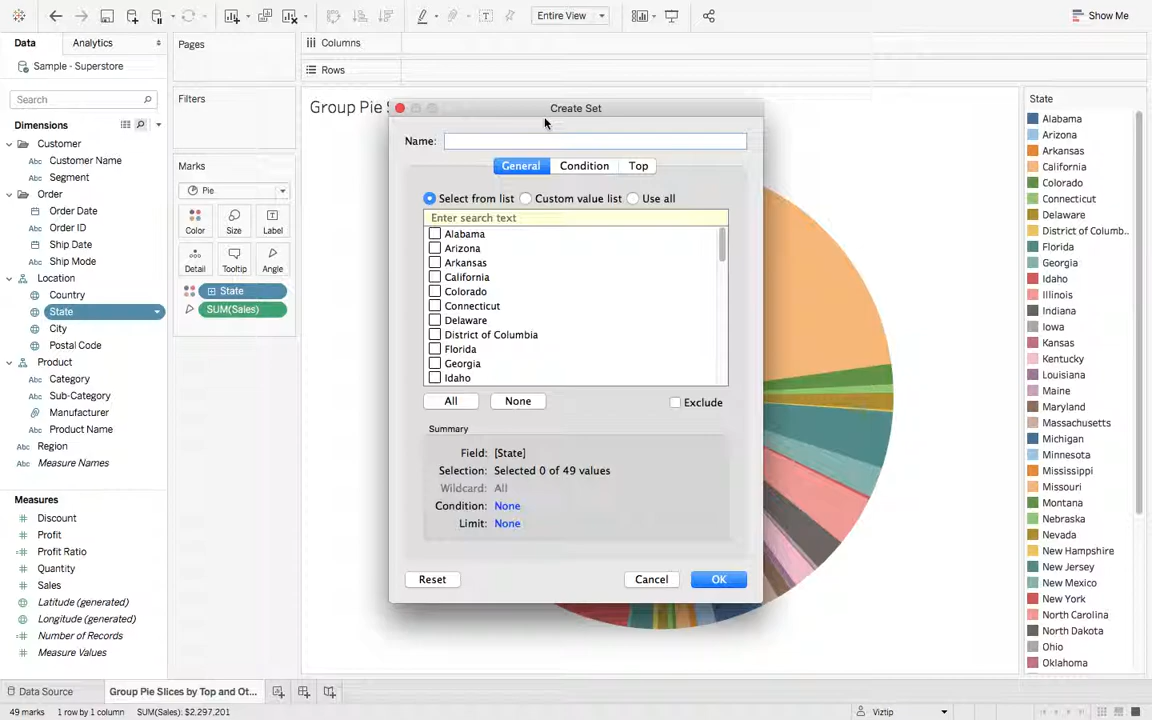 Entire View
Show Me
Data
Analytics
Pages
Columns
Rows
Sample - Superstore
Search
Filters
Group Pie S
Dimensions
Customer
Customer Name
Segment
Order
Order Date
Order ID
Ship Date
Ship Mode
Location
Country
State
City
Postal Code
Product
Category
Sub-Category
Manufacturer
Product Name
Region
Measure Names
Measures
Discount
Profit
Profit Ratio
Quantity
Sales
Latitude (generated)
Longitude (generated)
Number of Records
Measure Values
Marks
Pie
Color
Size
Label
Detail
Tooltip
Angle
State
SUM(Sales)
Create Set
Name:
General
Condition
Top
Select from list
Custom value list
Use all
Enter search text
Alabama
Arizona
Arkansas
California
Colorado
Connecticut
Delaware
District of Columbia
Florida
Georgia
Idaho
All
None
Exclude
Summary
Field: [State]
Selection: Selected 0 of 49 values
Wildcard: All
Condition: None
Limit: None
Reset
Cancel
OK
State
Alabama
Arizona
Arkansas
California
Colorado
Connecticut
Delaware
District of Columb..
Florida
Georgia
Idaho
Illinois
Indiana
Iowa
Kansas
Kentucky
Louisiana
Maine
Maryland
Massachusetts
Michigan
Minnesota
Mississippi
Missouri
Montana
Nebraska
Nevada
New Hampshire
New Jersey
New Mexico
New York
North Carolina
North Dakota
Ohio
Oklahoma
Data Source
Group Pie Slices by Top and Ot...
49 marks
1 row by 1 column
SUM(Sales): $2,297,201
Viztip